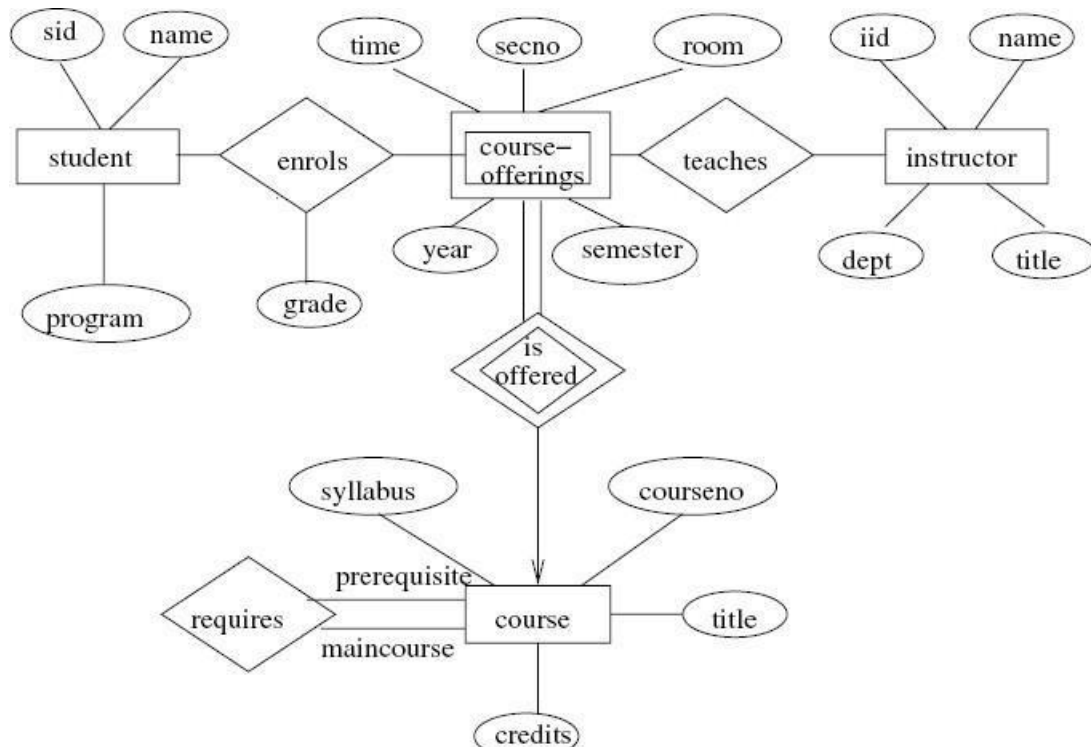 sid
name
time
secno
room
iid
name
student
enrols
course-
offerings
teaches
instructor
year
semester
dept
title
program
grade
is
offered
syllabus
courseno
prerequisite
requires
course
title
maincourse
credits